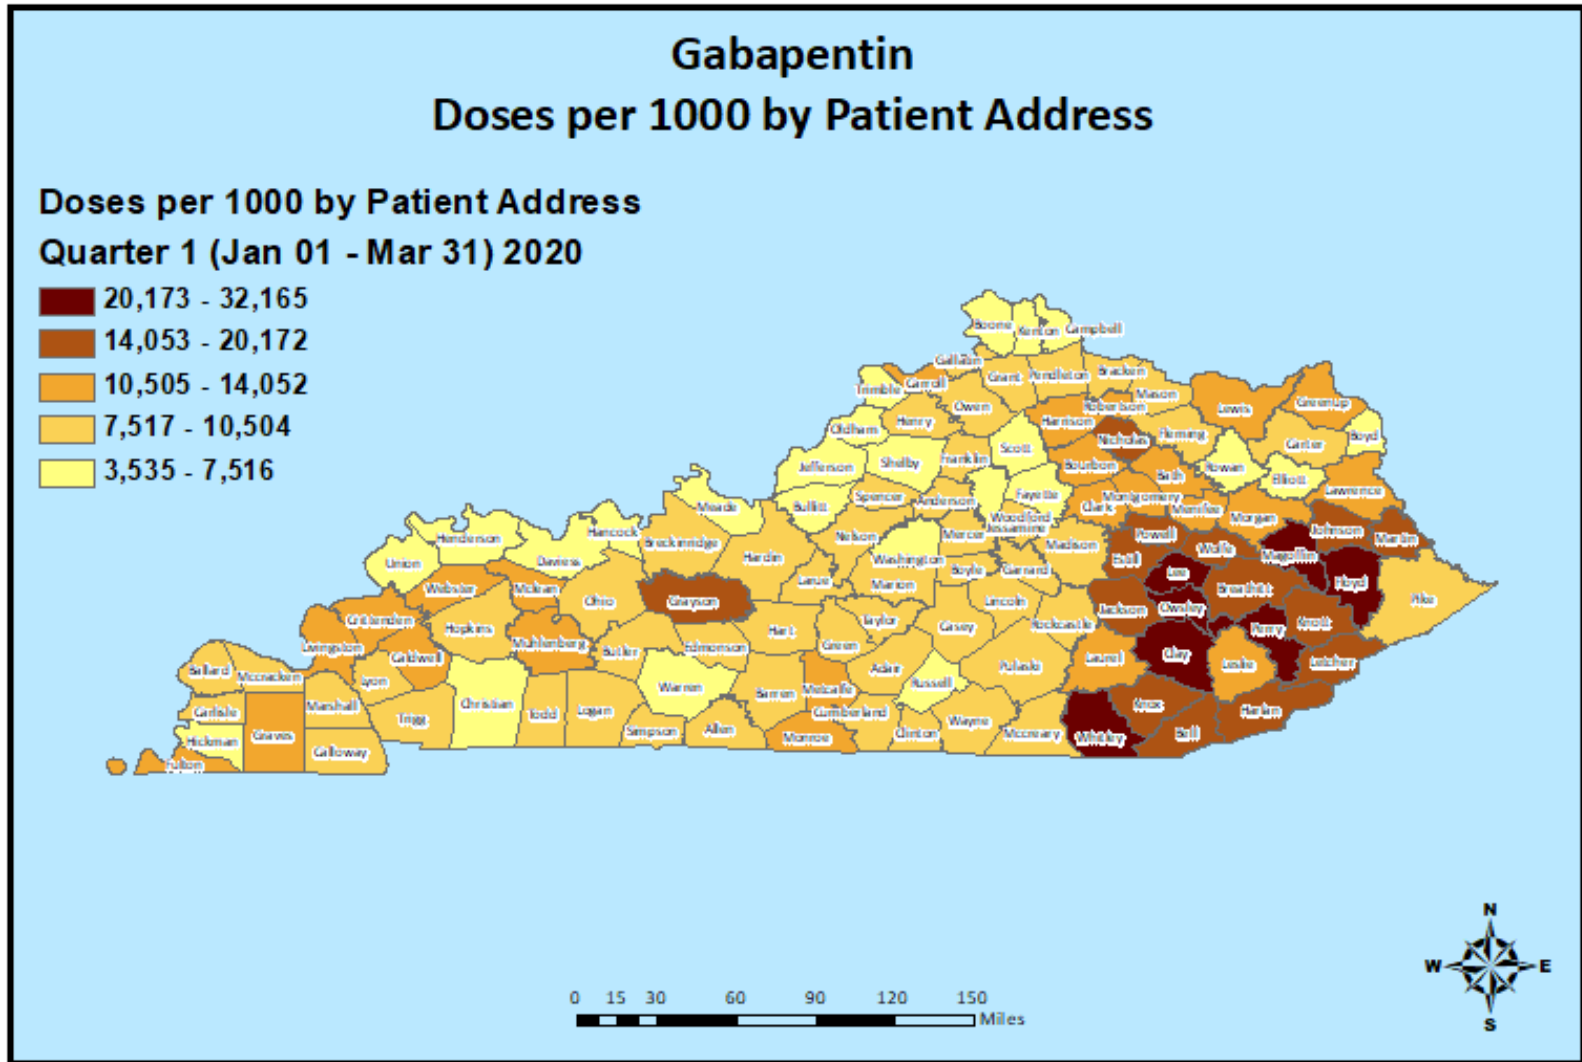 Gabapentin
Doses per 1000 by Patient Address
Doses per 1000 by Patient Address
Quarter 1 (Jan 01 - Mar 31) 2020
20,173 - 32,165
14,053 - 20,172
10,505 - 14,052
7,517 - 10,504
3,535 - 7,516
Boone Kenton Campbell
Gallatin
Trimble Carroll Grant Pendleton Bracken
Mason
Owen Robertson Lewis Greenup
Oldham Henry Harrison
Nicholas Fleming Carter Boyd
Jefferson Shelby Franklin Scott
Bourbon Bath Rowan Elliott
Meade Bullitt Spencer Anderson Fayette Clark Montgomery Menifee Lawrence
Woodford Morgan
Henderson Hancock Nelson Mercer Jessamine Powell Johnson Martin
Union Daviess Breckinridge Hardin Washington Madison Estill Wolfe Magoffin
Webster Mclean Larue Marion Boyle Garrard Lee Floyd
Ohio Grayson Lincoln Jackson Owsley Breathitt Pike
Crittenden Hopkins Hart Taylor Casey Rockcastle Perry Knott
Livingston Caldwell Muhlenberg Butler Edmonson Green Laurel Clay Leslie Letcher
Ballard Mccracken Lyon Adair Pulaski
Carlisle Marshall Christian Warren Barren Metcalfe Russell Knox Harlan
Trigg Todd Logan Cumberland Wayne
Hickman Graves Simpson Allen Monroe Clinton Mccreary Whitley Bell
Fulton Calloway
N
W E
S
0 15 30 60 90 120 150
Miles